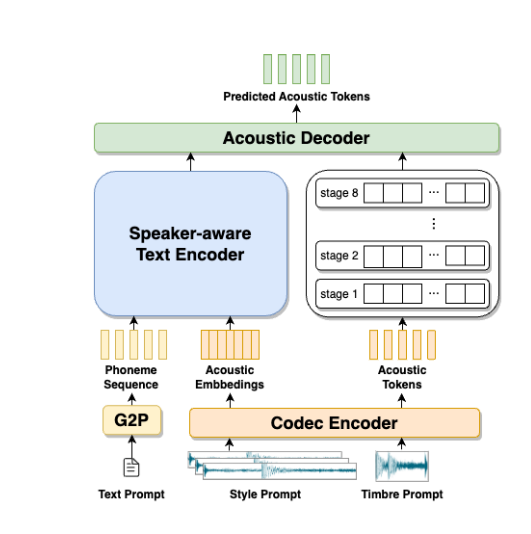 Predicted Acoustic Tokens
Acoustic Decoder
Speaker-aware
Text Encoder
stage 8 ...
⋮
stage 2 ...
stage 1 ...
Phoneme
Sequence
Acoustic
Embbedings
Acoustic
Tokens
G2P
Codec Encoder
Text Prompt
Style Prompt
Timbre Prompt